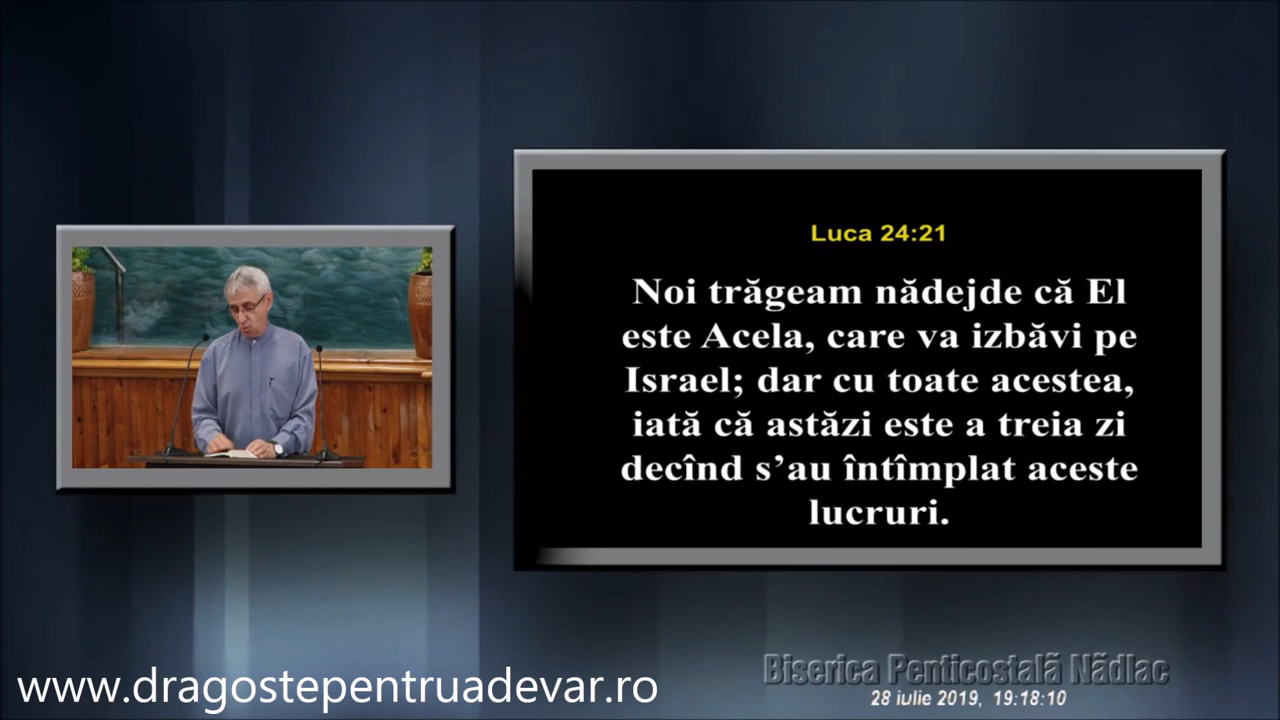 Luca 24:21
Noi trăgeam nădejde că El
este Acela, care va izbăvi pe
Israel; dar cu toate acestea,
iată că astăzi este a treia zi
decînd s’au întîmplat aceste
lucruri.
Biserica Penticostală Nădlac
28 iulie 2019, 19:18:10
www.dragostepentruadevar.ro